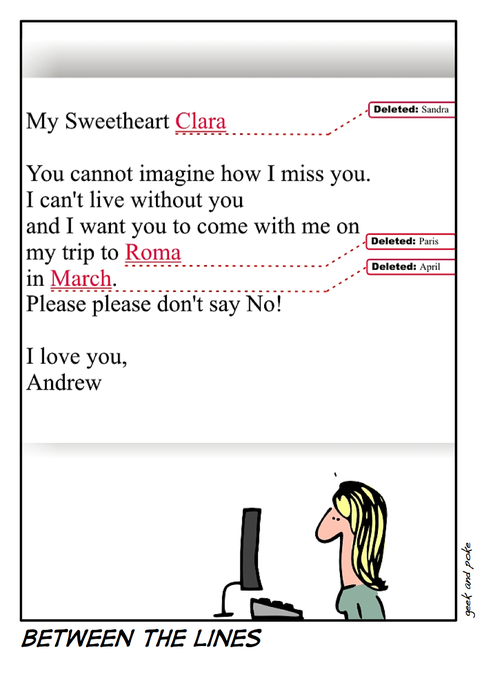 Deleted: Sandra
My Sweetheart Clara
You cannot imagine how I miss you.
I can't live without you
and I want you to come with me on
Deleted: Paris
my trip to Roma
Deleted: April
in March.
Please please don't say No!
I love you,
Andrew
geek and poke
BETWEEN THE LINES